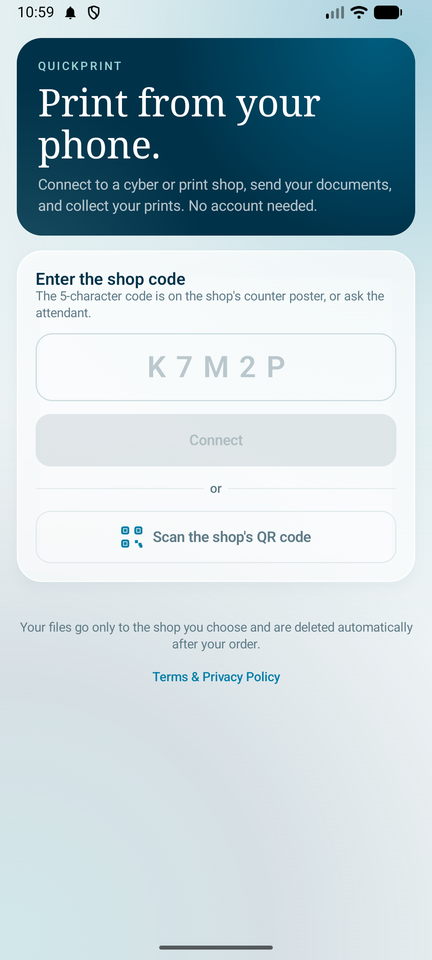 10:59
QUICKPRINT
Print from your
phone.
Connect to a cyber or print shop, send your documents,
and collect your prints. No account needed.
Enter the shop code
The 5-character code is on the shop's counter poster, or ask the
attendant.
K7M2P
Connect
or
Scan the shop's QR code
Your files go only to the shop you choose and are deleted automatically
after your order.
Terms & Privacy Policy